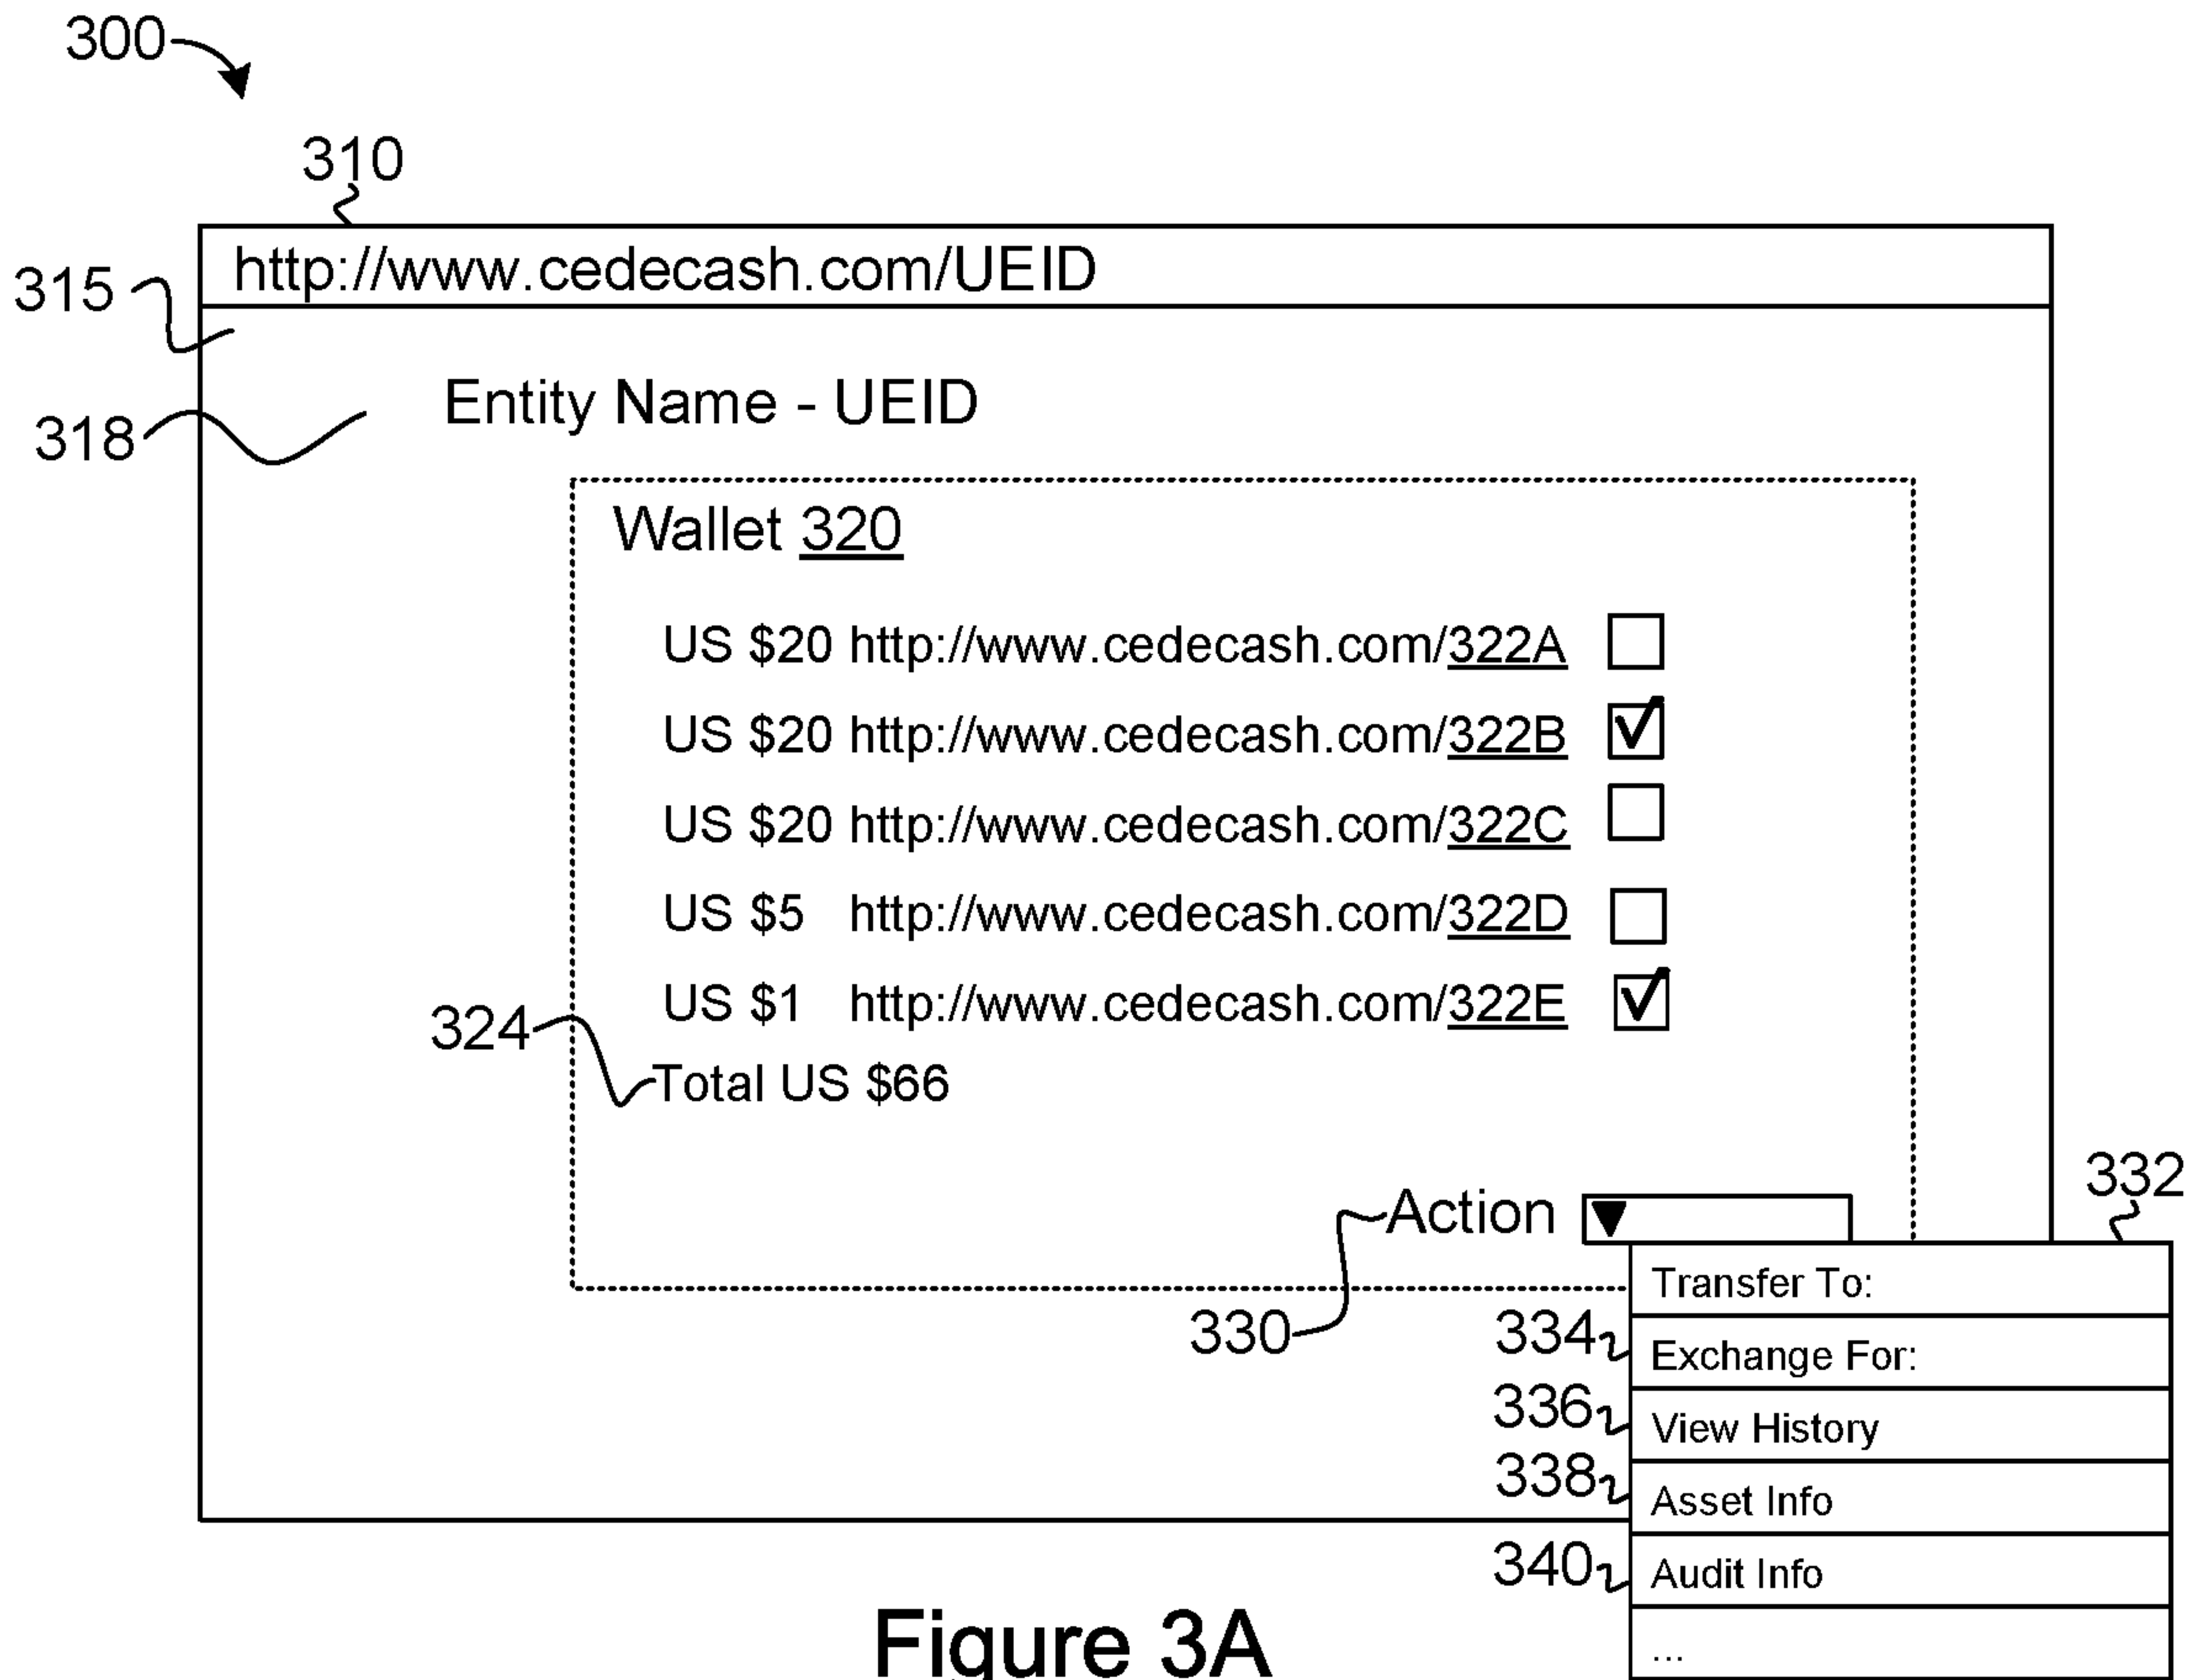 300
310
http://www.cedecash.com/UEID
315
Entity Name - UEID
318
Wallet 320
US $20 http://www.cedecash.com/322A
US $20 http://www.cedecash.com/322B
US $20 http://www.cedecash.com/322C
US $5 http://www.cedecash.com/322D
US $1 http://www.cedecash.com/322E
324
Total US $66
332
Action
330
Transfer To:
334
Exchange For:
336
View History
338
Asset Info
340
Audit Info
...
Figure 3A